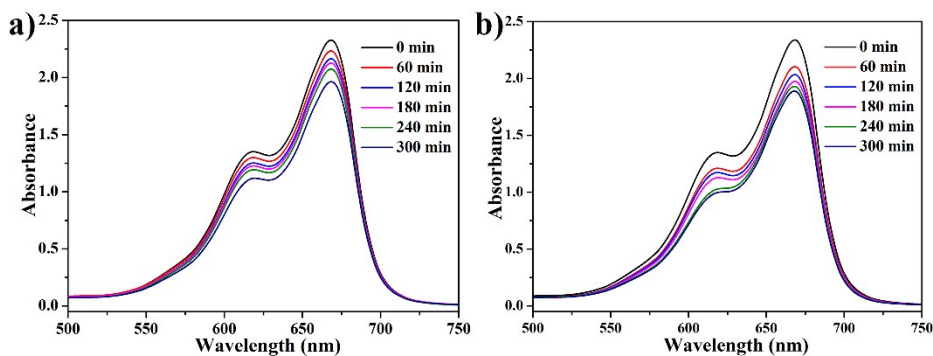 a)
2.5
2.0
1.5
1.0
0.5
0.0
Absorbance
500
550
600
650
700
750
Wavelength (nm)
0 min
60 min
120 min
180 min
240 min
300 min
b)
2.5
2.0
1.5
1.0
0.5
0.0
Absorbance
500
550
600
650
700
750
Wavelength (nm)
0 min
60 min
120 min
180 min
240 min
300 min